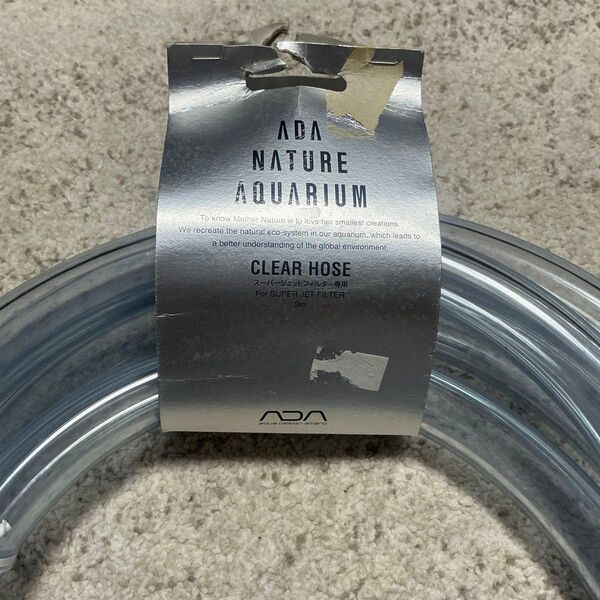 ADA
NATURE
AQUARIUM
To know Mother Nature is to love her smallest creations.
We recreate the natural eco-system in our aquarium, which leads to
a better understanding of the global environment.
CLEAR HOSE
スーパージェットフィルター専用
For SUPER JET FILTER
3m
ADA
AQUA DESIGN AMANO